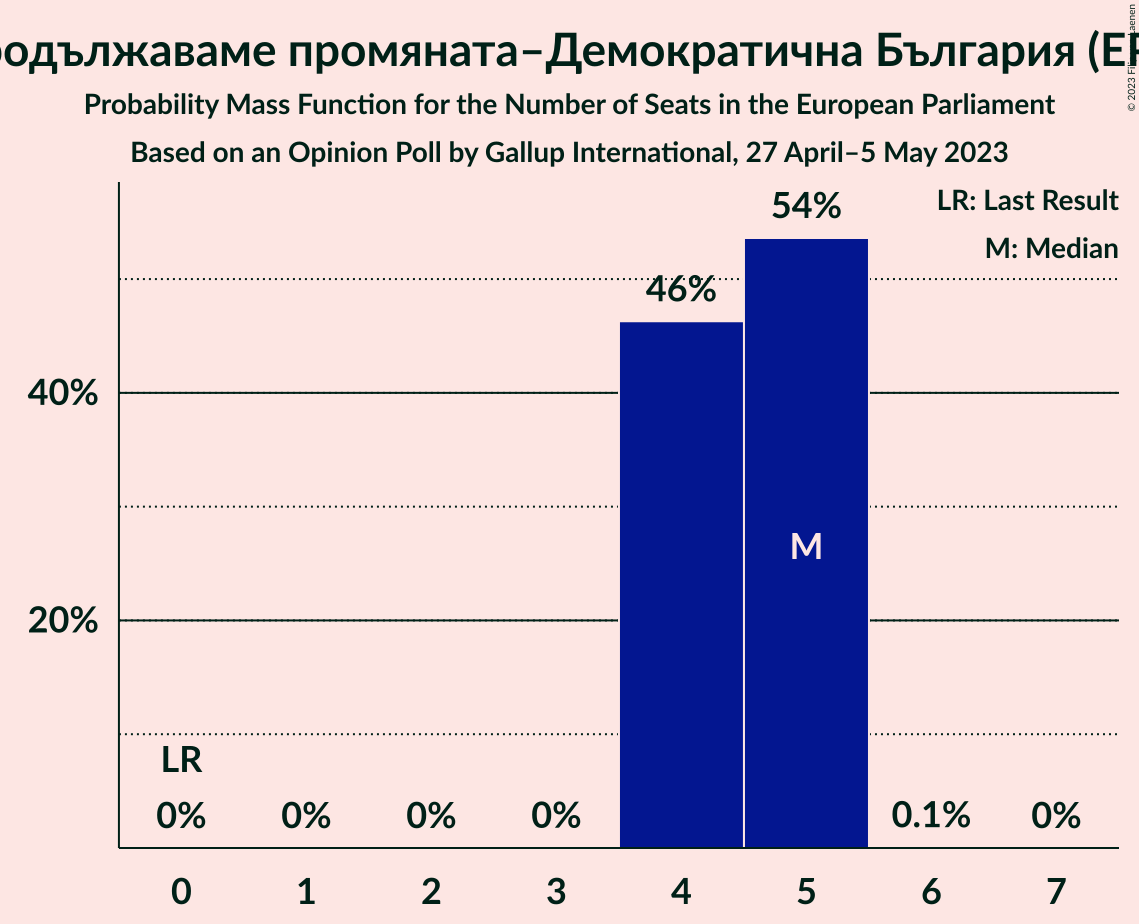 промяната–Демократична България
Probability Mass Function for the Number of Seats in the European Parliament
Based on an Opinion Poll by Gallup International, 27 April–5 May 2023
© 2023
LR: Last Result
M: Median
54%
46%
40%
20%
M
LR
0% 0% 0% 0% 0.1% 0%
0 1 2 3 4 5 6 7